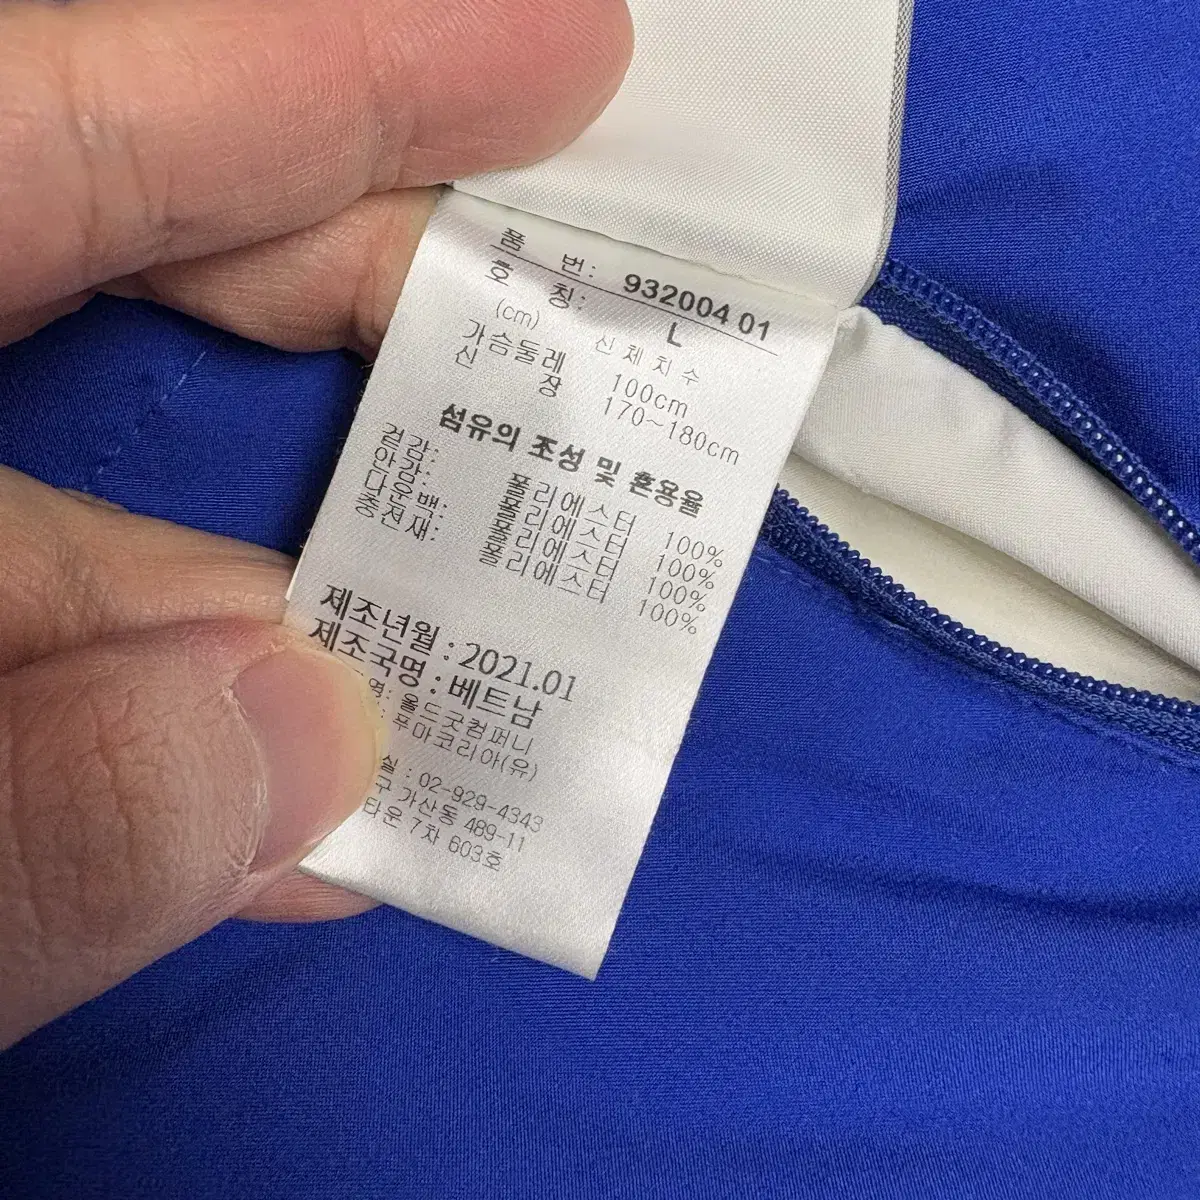 품 번: 932004 01
호 칭: L
(cm) 신체치수
가슴둘레 100cm
신 장 170~180cm
섬유의 조성 및 혼용율
겉감: 폴리에스터 100%
안감: 폴리에스터 100%
다운백: 폴리에스터 100%
충전재: 폴리에스터 100%
제조년월 : 2021.01
제조국명 : 베트남
명: 올드굿컴퍼니
: 푸마코리아(유)
실 : 02-929-4343
구 가산동 489-11
타운 7차 603호